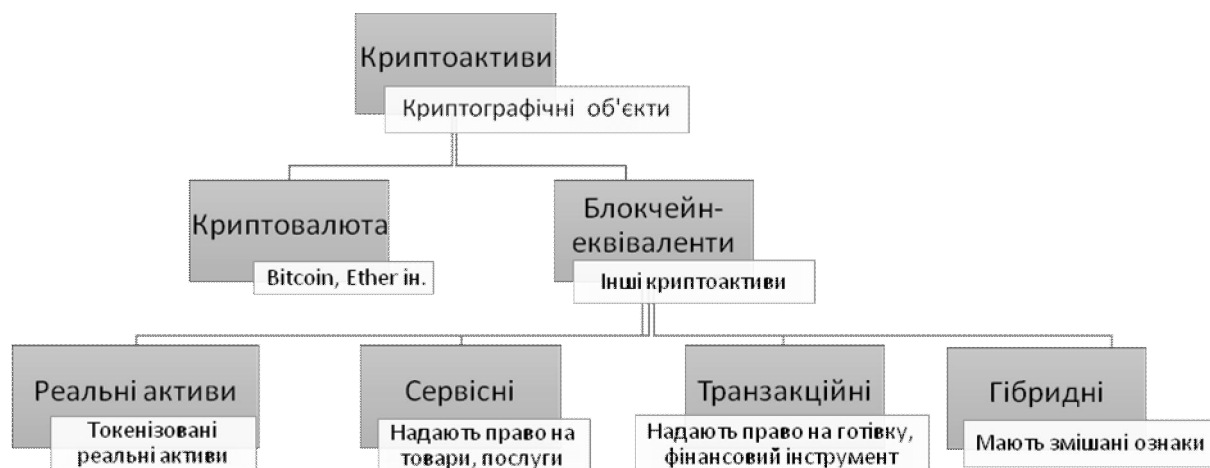 Криптоактиви
Криптографічні об'єкти
Криптовалюта
Bitcoin, Ether ін.
Блокчейн-
еквіваленти
Інші криптоактиви
Реальні активи
Токенізовані
реальні активи
Сервісні
Надають право на
товари, послуги
Транзакційні
Надають право на готівку,
фінансовий інструмент
Гібридні
Мають змішані ознаки